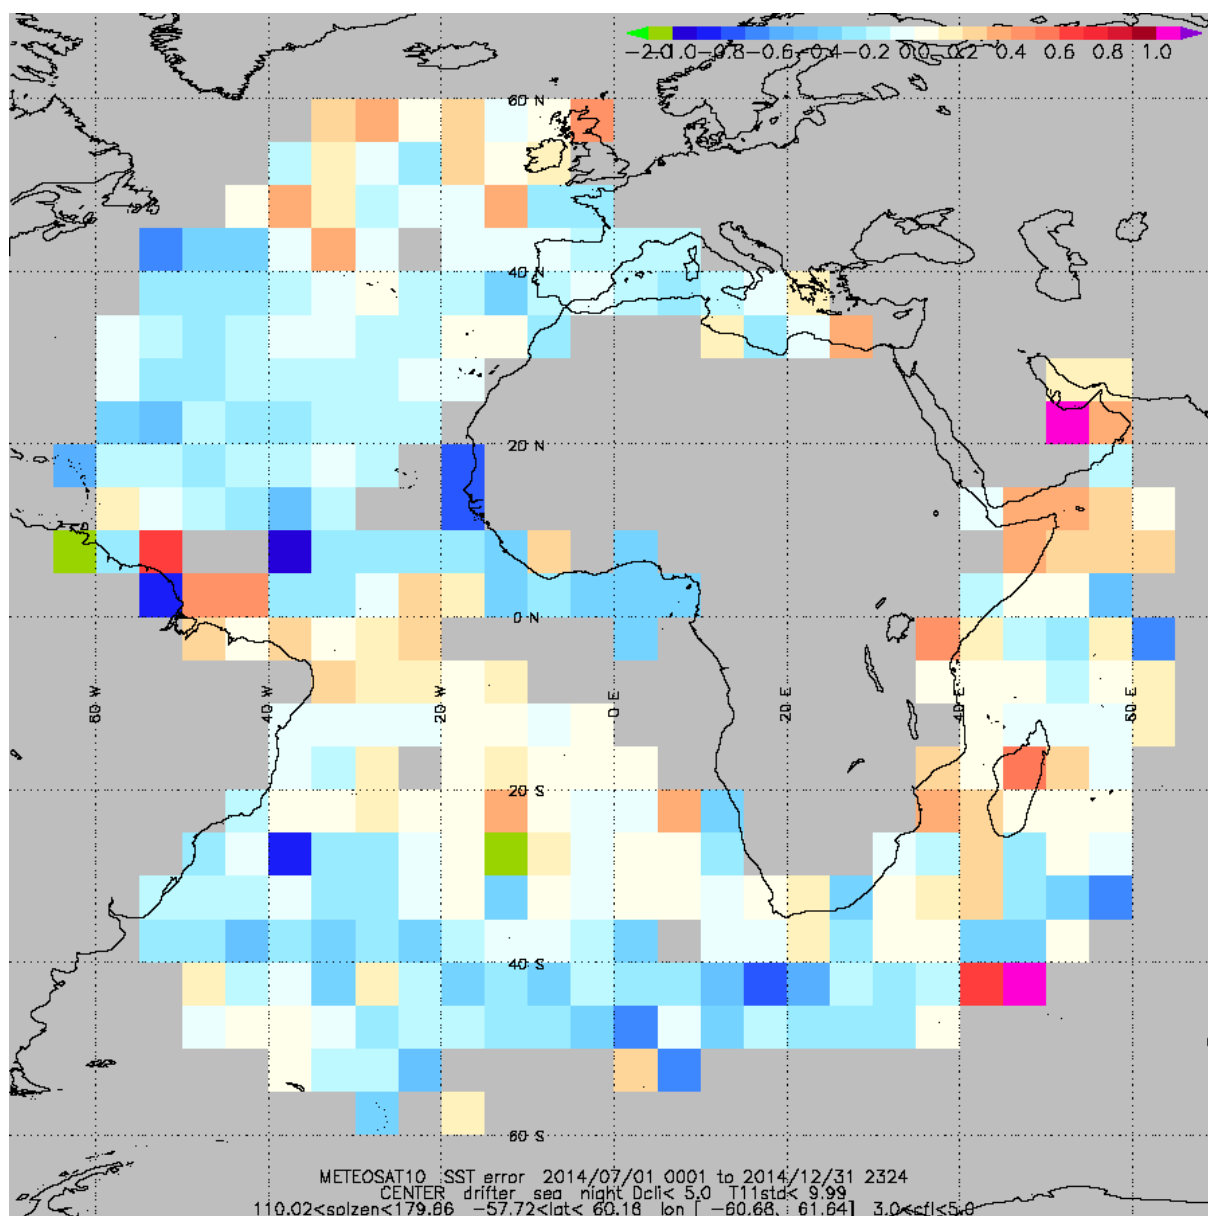 -2.0 -1.0 -0.8 -0.6 -0.4 -0.2 0.0 0.2 0.4 0.6 0.8 1.0
60 N
40 N
20 N
0 N
60 W 40 W 20 W 0 E 20 E 40 E 60 E
20 S
40 S
60 S
METEOSAT10 SST error 2014/07/01 0001 to 2014/12/31 2324
CENTER drifter sea night Dcli< 5.0 T11std< 9.99
110.02<solzen<179.66 -57.72<lat< 60.16 lon [ -60.68, 61.64] 3.0<cfl<5.0